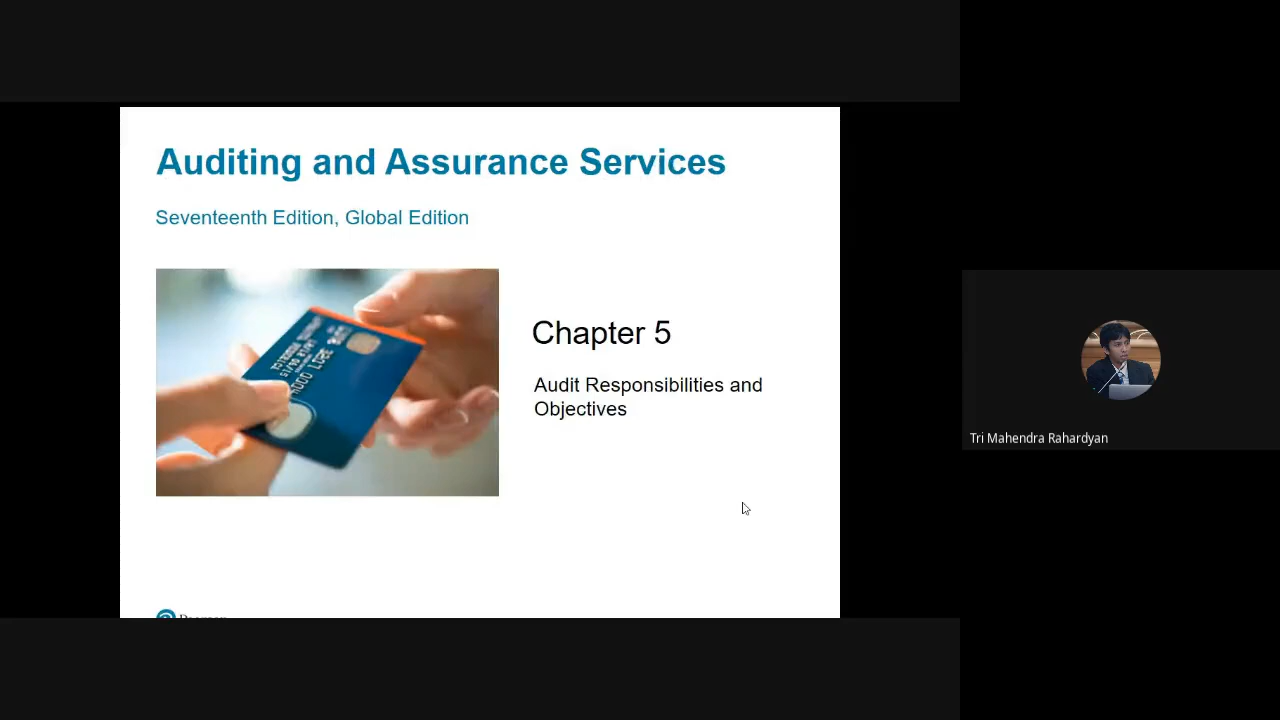 Auditing and Assurance Services
Seventeenth Edition, Global Edition
Chapter 5
Audit Responsibilities and
Objectives
Tri Mahendra Rahardyan